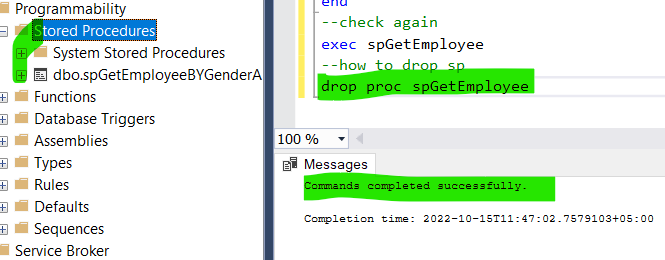 Programmability
Stored Procedures
System Stored Procedures
dbo.spGetEmployeeBYGenderA
Functions
Database Triggers
Assemblies
Types
Rules
Defaults
Sequences
Service Broker
end
--check again
exec spGetEmployee
--how to drop sp
drop proc spGetEmployee
100 %
Messages
Commands completed successfully.
Completion time: 2022-10-15T11:47:02.7579103+05:00